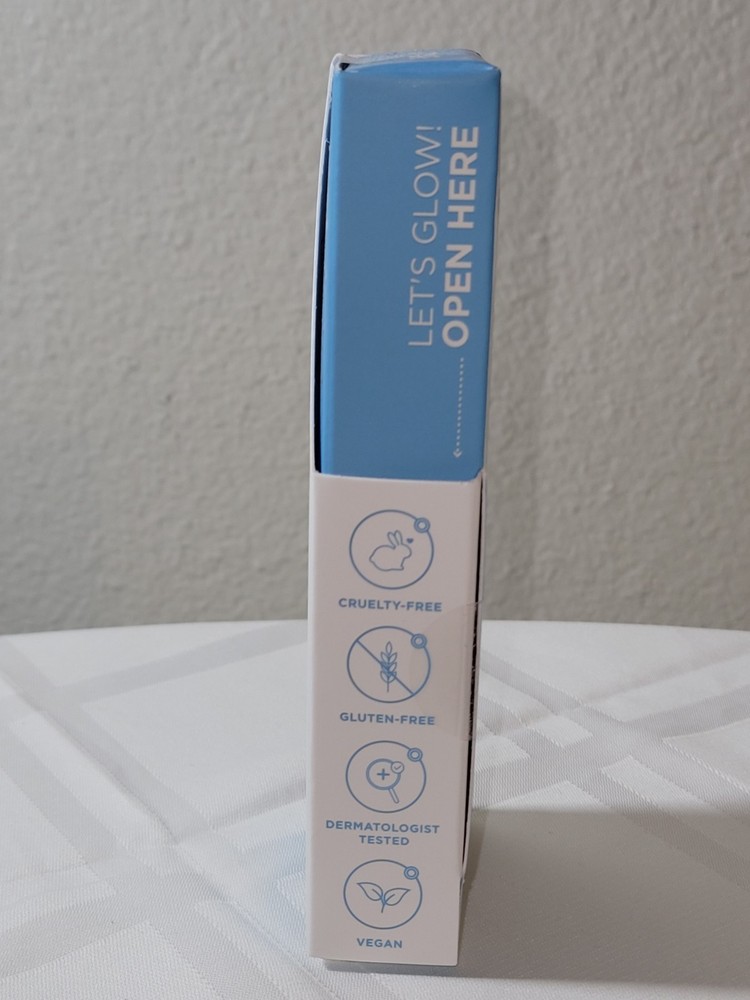 LET'S GLOW!
OPEN HERE
CRUELTY-FREE
GLUTEN-FREE
DERMATOLOGIST
TESTED
VEGAN